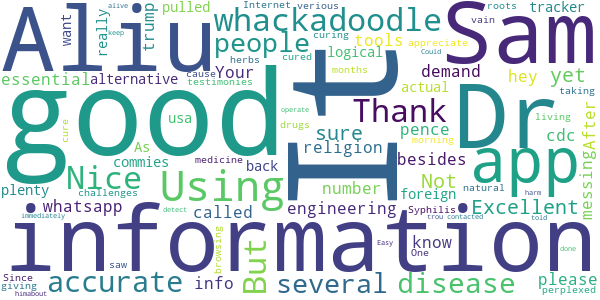 Internet verious roots vain
really alive want
trump pulled whackadoodle curing cured herbs keep tracker
Aliu people tools appreciate logical Could
Sam
essential alternative Your testimonies cause months demand hey yet
good It Dr
As usa commies cure Thank actual drugs operate
sure pence morning After taking cdc
religion living messing
Nice plenty challenges medicine back besides app
Using number Not foreign natural harm
whatsapp But called engineering Syphilis trou Excellent
immediately detect contacted told
information
Since saw info browsing know Easy One done please
giving himabout accurate several disease perplexed